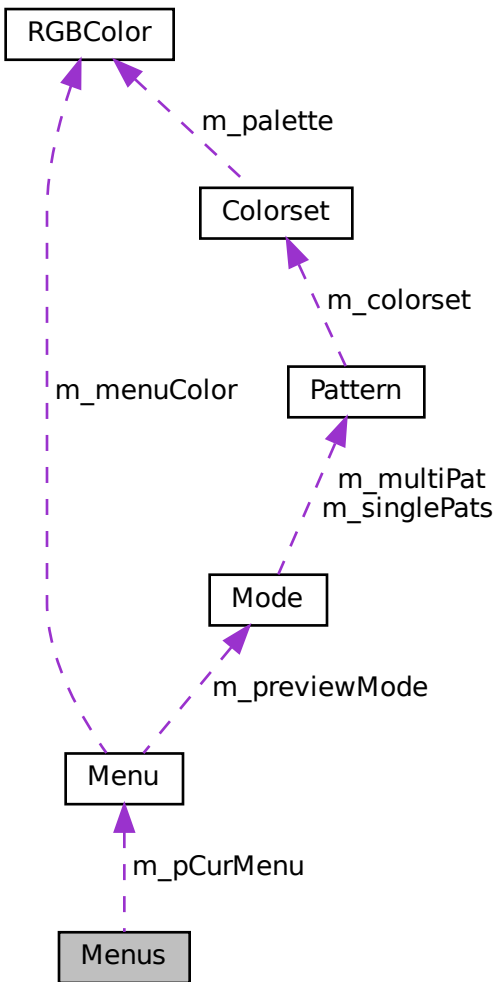 RGBColor
m_palette
Colorset
m_colorset
m_menuColor
Pattern
m_multiPat
m_singlePats
Mode
m_previewMode
Menu
m_pCurMenu
Menus